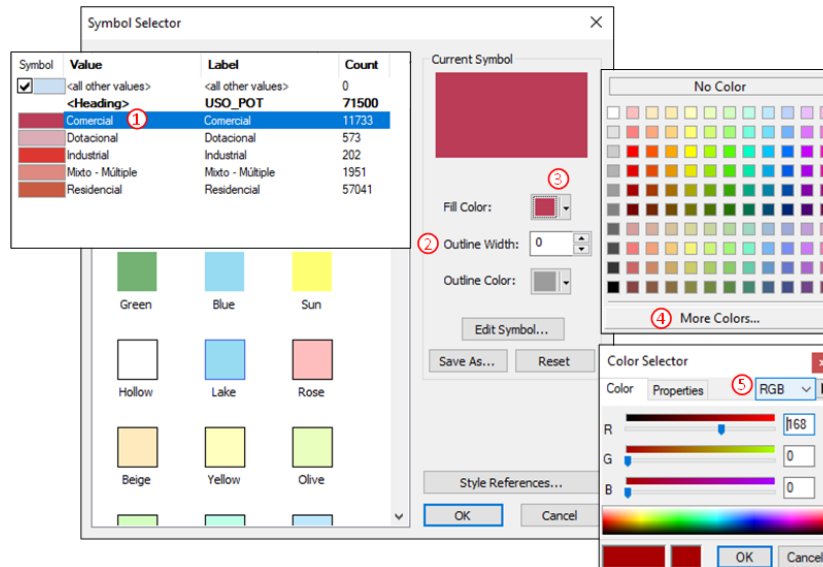 Symbol Selector
Symbol Value Label Count
<all other values> <all other values> 0
<Heading> USO_POT 71500
Comercial 1 Comercial 11733
Dotacional Dotacional 573
Industrial Industrial 202
Mixto - Múltiple Mixto - Múltiple 1951
Residencial Residencial 57041
Green Blue Sun
Hollow Lake Rose
Beige Yellow Olive
Current Symbol
3
Fill Color:
2 Outline Width: 0
Outline Color:
Edit Symbol...
Save As... Reset
Style References...
OK Cancel
No Color
4 More Colors...
Color Selector
Color Properties 5 RGB
R 168
G 0
B 0
OK Cancel